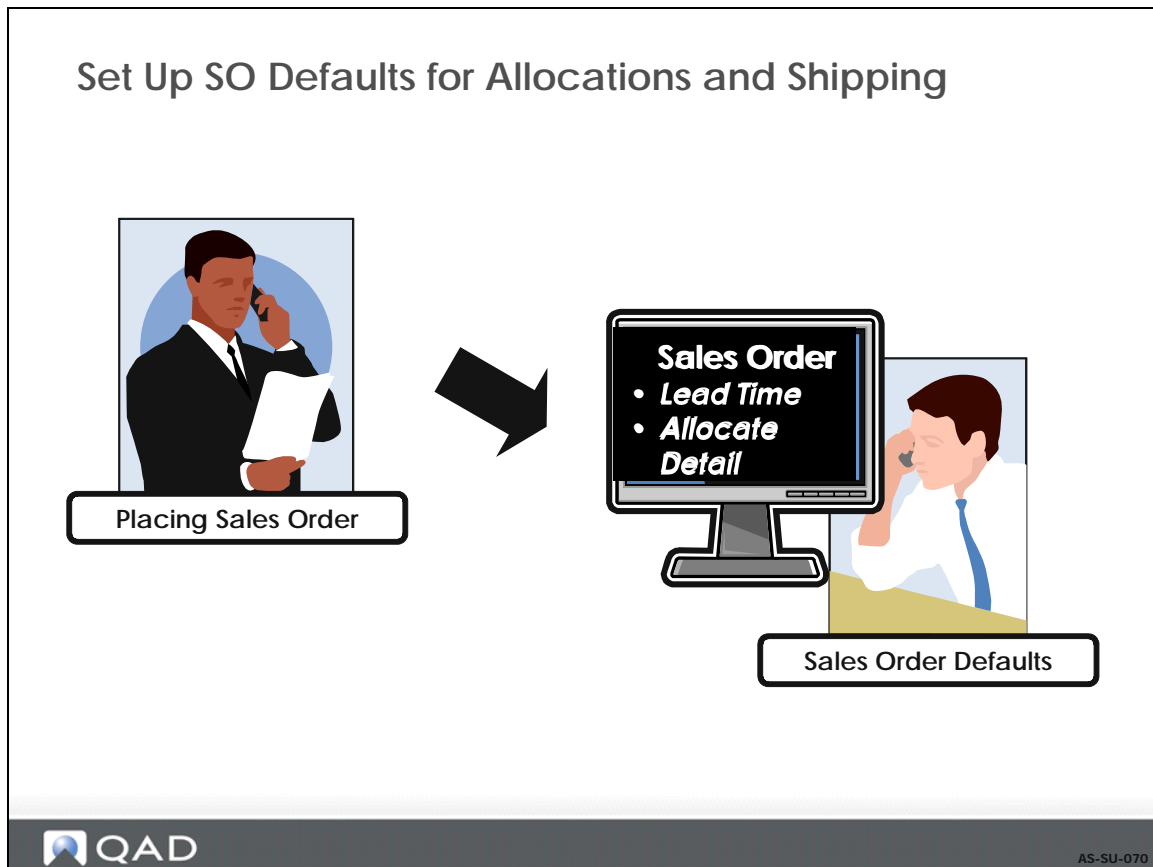 Set Up SO Defaults for Allocations and Shipping
Sales Order
• Lead Time
• Allocate
Detail
Placing Sales Order
Sales Order Defaults
QAD
AS-SU-070